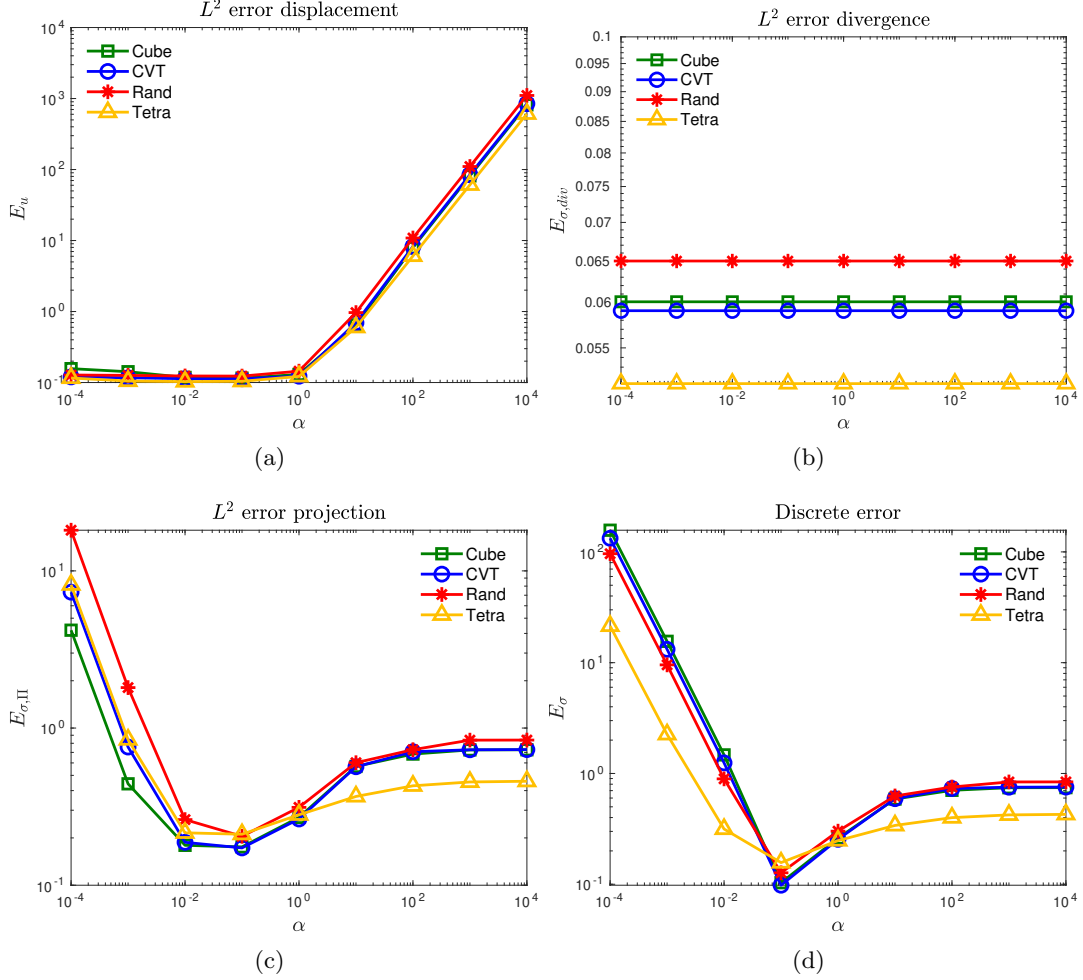 L² error displacement
10⁴
10³
10²
10¹
10⁰
10⁻¹
E_u
Cube
CVT
Rand
Tetra
10⁻⁴ 10⁻² 10⁰ 10² 10⁴
α
(a)
L² error divergence
0.1
0.095
0.09
0.085
0.08
0.075
0.07
0.065
0.06
0.055
E_{σ,div}
Cube
CVT
Rand
Tetra
10⁻⁴ 10⁻² 10⁰ 10² 10⁴
α
(b)
L² error projection
10¹
10⁰
10⁻¹
E_{σ,Π}
Cube
CVT
Rand
Tetra
10⁻⁴ 10⁻² 10⁰ 10² 10⁴
α
(c)
Discrete error
10²
10¹
10⁰
10⁻¹
E_σ
Cube
CVT
Rand
Tetra
10⁻⁴ 10⁻² 10⁰ 10² 10⁴
α
(d)